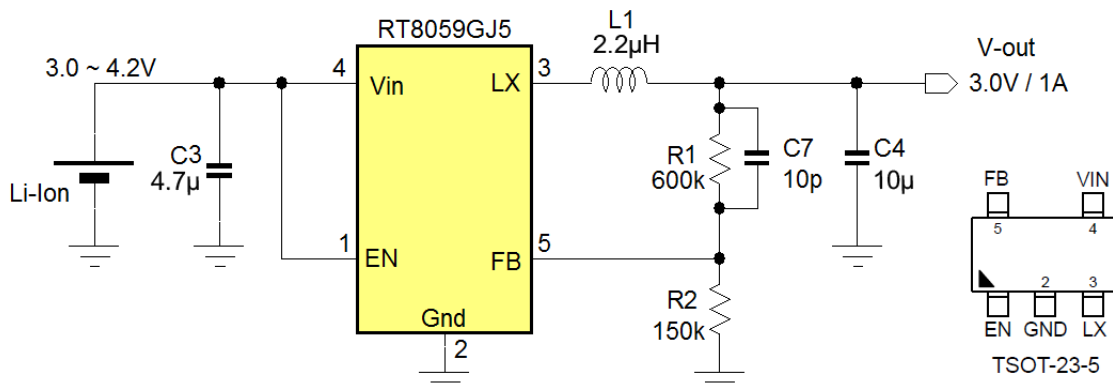 RT8059GJ5
L1
2.2µH
V-out
3.0V / 1A
3.0 ~ 4.2V
4
Vin
LX
3
C3
4.7µ
Li-Ion
R1
600k
C7
10p
C4
10µ
1
EN
FB
5
Gnd
2
R2
150k
FB
VIN
5
4
2
3
EN
GND
LX
TSOT-23-5